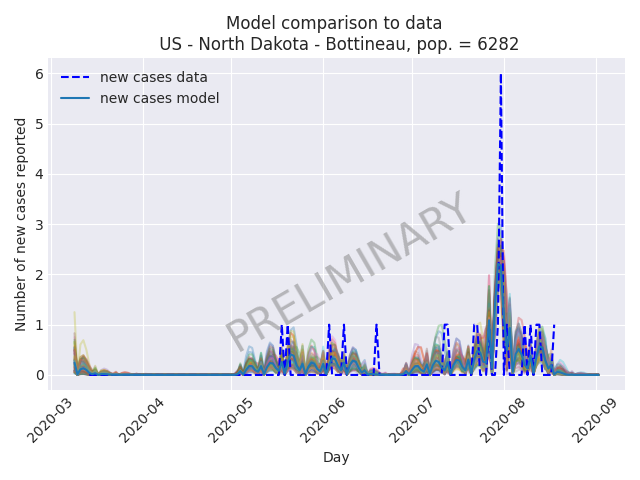 Model comparison to data
US - North Dakota - Bottineau, pop. = 6282
new cases data
new cases model
Number of new cases reported
6
5
4
3
2
1
0
PRELIMINARY
2020-03
2020-04
2020-05
2020-06
2020-07
2020-08
2020-09
Day